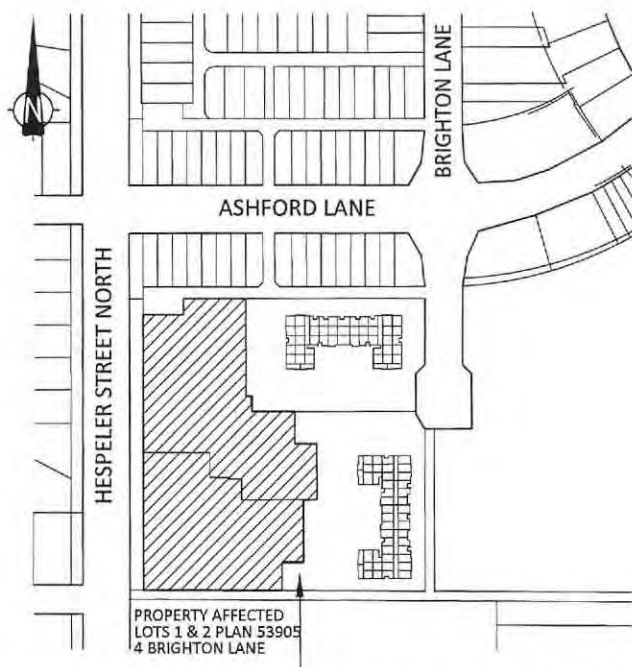 N
BRIGHTON LANE
ASHFORD LANE
HESPELER STREET NORTH
PROPERTY AFFECTED
LOTS 1 & 2 PLAN 53905
4 BRIGHTON LANE